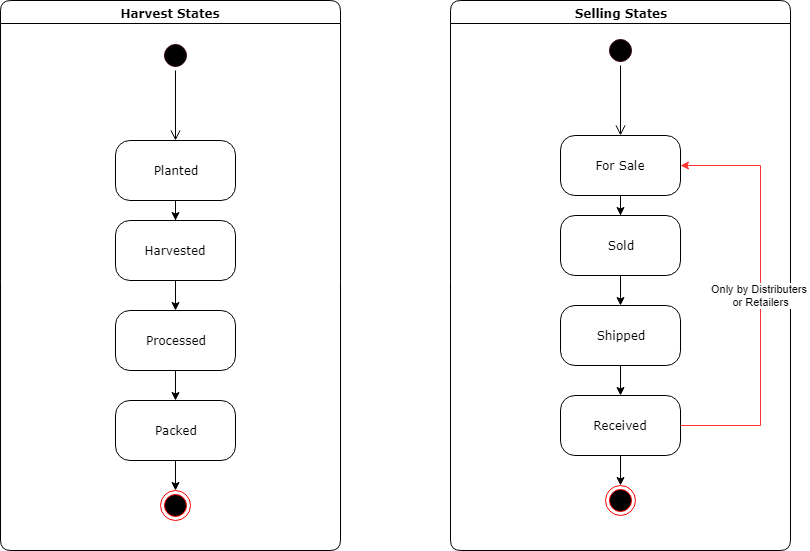 Harvest States
Planted
Harvested
Processed
Packed
Selling States
For Sale
Sold
Shipped
Received
Only by Distributers
or Retailers